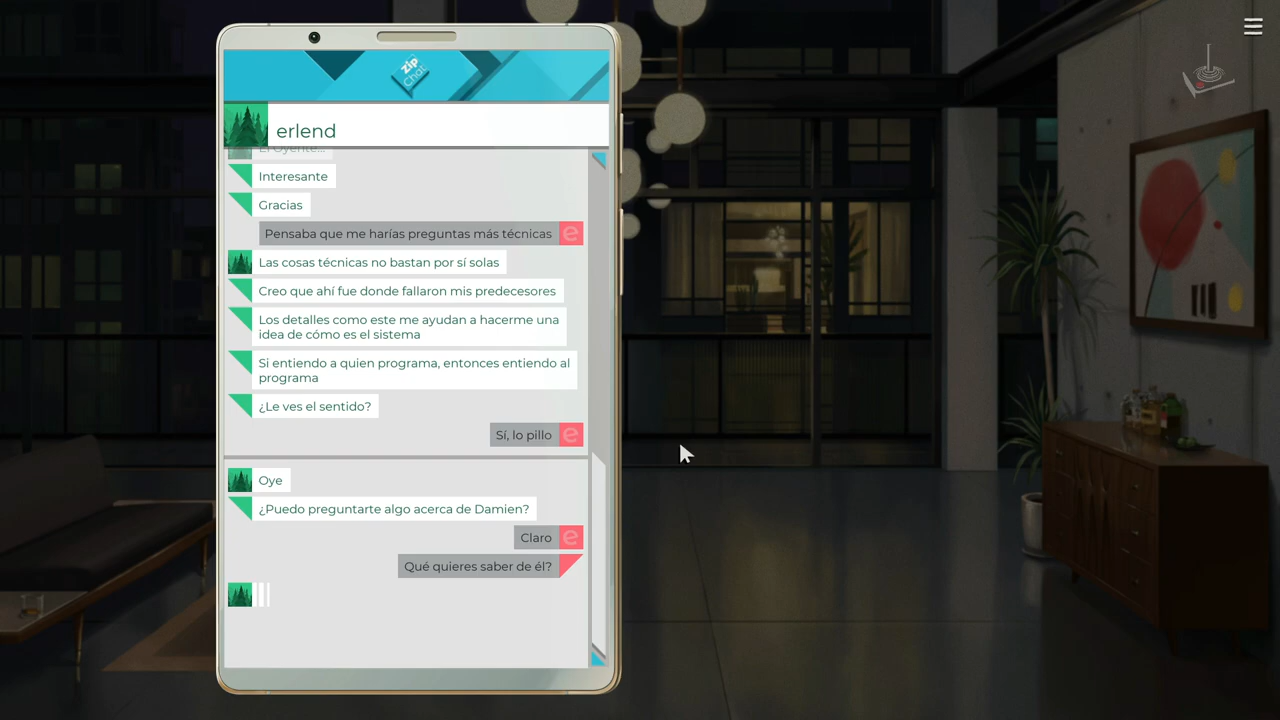 zip
Chat
erlend
El Oyente...
Interesante
Gracias
Pensaba que me harías preguntas más técnicas
Las cosas técnicas no bastan por sí solas
Creo que ahí fue donde fallaron mis predecesores
Los detalles como este me ayudan a hacerme una
idea de cómo es el sistema
Si entiendo a quien programa, entonces entiendo al
programa
¿Le ves el sentido?
Sí, lo pillo
Oye
¿Puedo preguntarte algo acerca de Damien?
Claro
Qué quieres saber de él?